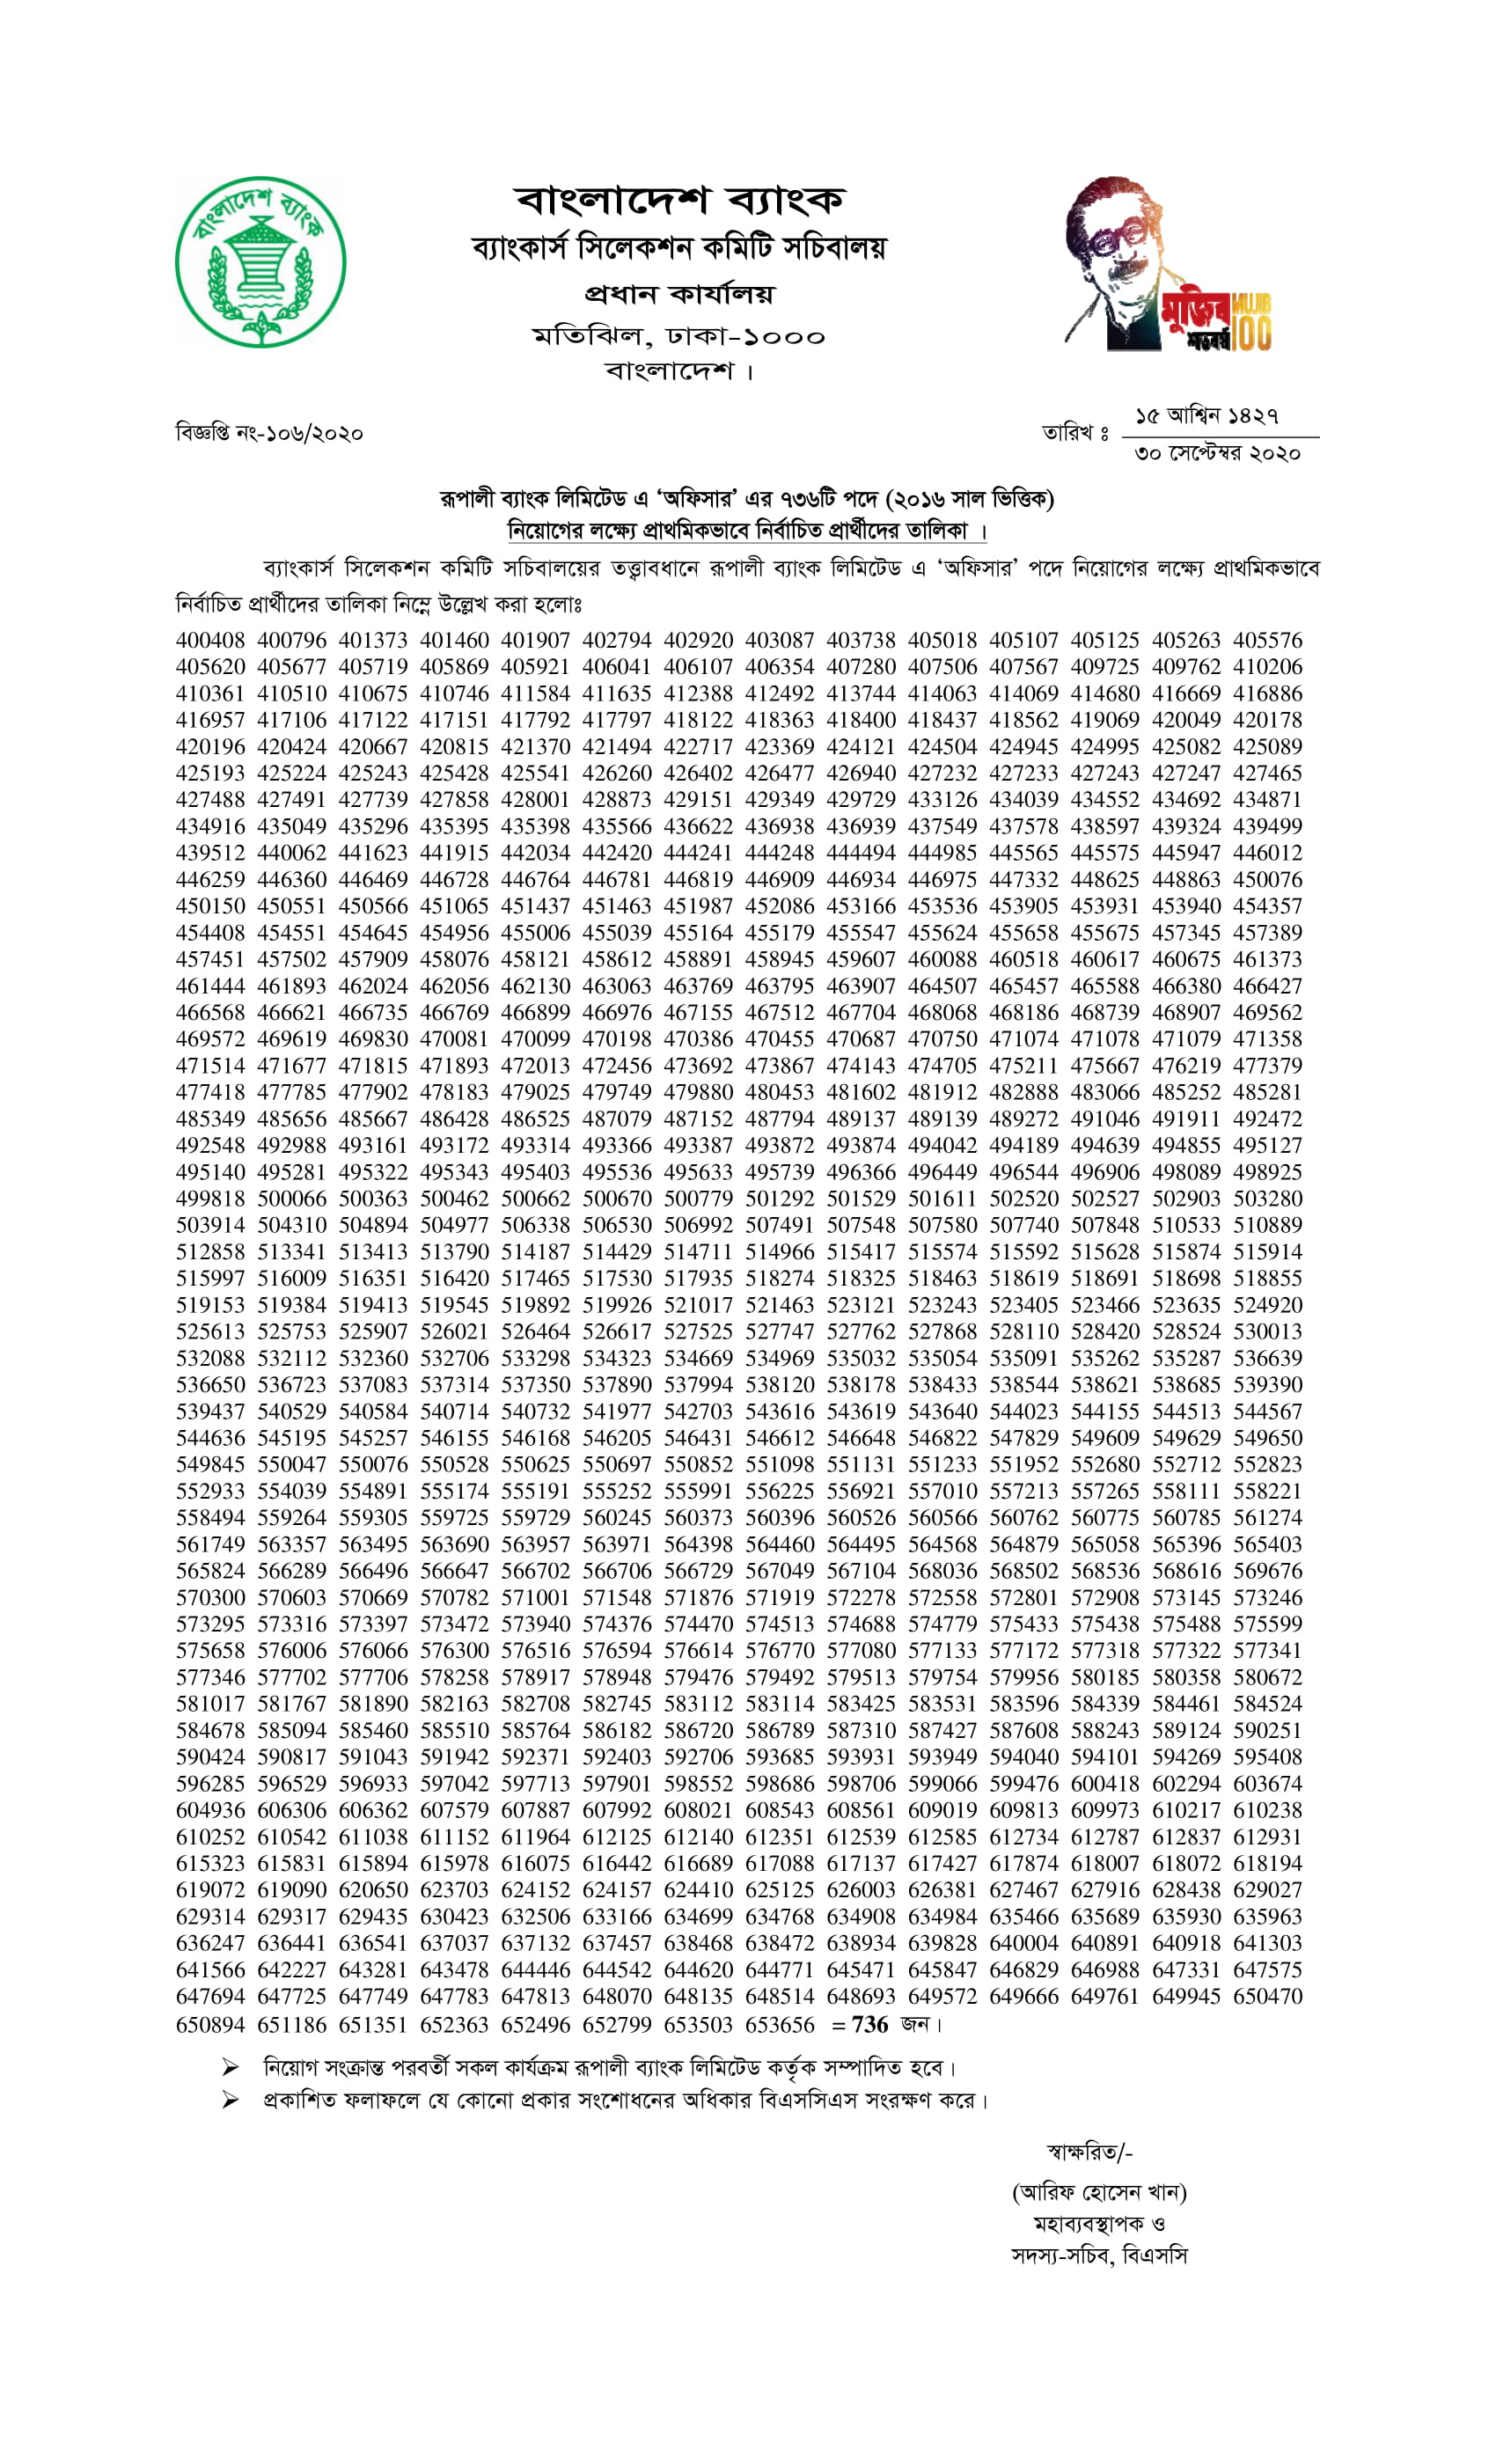 বাংলাদেশ ব্যাংক
বাংলাদেশ ব্যাংক
ব্যাংকার্স সিলেকশন কমিটি সচিবালয়
প্রধান কার্যালয়
মতিঝিল, ঢাকা-১০০০
বাংলাদেশ।
মুজিব MUJIB
শতবর্ষ 100
বিজ্ঞপ্তি নং-১০৬/২০২০
তারিখ ঃ ১৫ আশ্বিন ১৪২৭
৩০ সেপ্টেম্বর ২০২০
রূপালী ব্যাংক লিমিটেড এ ‘অফিসার’ এর ৭৩৬টি পদে (২০১৬ সাল ভিত্তিক)
নিয়োগের লক্ষ্যে প্রাথমিকভাবে নির্বাচিত প্রার্থীদের তালিকা ।
ব্যাংকার্স সিলেকশন কমিটি সচিবালয়ের তত্ত্বাবধানে রূপালী ব্যাংক লিমিটেড এ ‘অফিসার’ পদে নিয়োগের লক্ষ্যে প্রাথমিকভাবে
নির্বাচিত প্রার্থীদের তালিকা নিম্নে উল্লেখ করা হলোঃ
400408 400796 401373 401460 401907 402794 402920 403087 403738 405018 405107 405125 405263 405576
405620 405677 405719 405869 405921 406041 406107 406354 407280 407506 407567 409725 409762 410206
410361 410510 410675 410746 411584 411635 412388 412492 413744 414063 414069 414680 416669 416886
416957 417106 417122 417151 417792 417797 418122 418363 418400 418437 418562 419069 420049 420178
420196 420424 420667 420815 421370 421494 422717 423369 424121 424504 424945 424995 425082 425089
425193 425224 425243 425428 425541 426260 426402 426477 426940 427232 427233 427243 427247 427465
427488 427491 427739 427858 428001 428873 429151 429349 429729 433126 434039 434552 434692 434871
434916 435049 435296 435395 435398 435566 436622 436938 436939 437549 437578 438597 439324 439499
439512 440062 441623 441915 442034 442420 444241 444248 444494 444985 445565 445575 445947 446012
446259 446360 446469 446728 446764 446781 446819 446909 446934 446975 447332 448625 448863 450076
450150 450551 450566 451065 451437 451463 451987 452086 453166 453536 453905 453931 453940 454357
454408 454551 454645 454956 455006 455039 455164 455179 455547 455624 455658 455675 457345 457389
457451 457502 457909 458076 458121 458612 458891 458945 459607 460088 460518 460617 460675 461373
461444 461893 462024 462056 462130 463063 463769 463795 463907 464507 465457 465588 466380 466427
466568 466621 466735 466769 466899 466976 467155 467512 467704 468068 468186 468739 468907 469562
469572 469619 469830 470081 470099 470198 470386 470455 470687 470750 471074 471078 471079 471358
471514 471677 471815 471893 472013 472456 473692 473867 474143 474705 475211 475667 476219 477379
477418 477785 477902 478183 479025 479749 479880 480453 481602 481912 482888 483066 485252 485281
485349 485656 485667 486428 486525 487079 487152 487794 489137 489139 489272 491046 491911 492472
492548 492988 493161 493172 493314 493366 493387 493872 493874 494042 494189 494639 494855 495127
495140 495281 495322 495343 495403 495536 495633 495739 496366 496449 496544 496906 498089 498925
499818 500066 500363 500462 500662 500670 500779 501292 501529 501611 502520 502527 502903 503280
503914 504310 504894 504977 506338 506530 506992 507491 507548 507580 507740 507848 510533 510889
512858 513341 513413 513790 514187 514429 514711 514966 515417 515574 515592 515628 515874 515914
515997 516009 516351 516420 517465 517530 517935 518274 518325 518463 518619 518691 518698 518855
519153 519384 519413 519545 519892 519926 521017 521463 523121 523243 523405 523466 523635 524920
525613 525753 525907 526021 526464 526617 527525 527747 527762 527868 528110 528420 528524 530013
532088 532112 532360 532706 533298 534323 534669 534969 535032 535054 535091 535262 535287 536639
536650 536723 537083 537314 537350 537890 537994 538120 538178 538433 538544 538621 538685 539390
539437 540529 540584 540714 540732 541977 542703 543616 543619 543640 544023 544155 544513 544567
544636 545195 545257 546155 546168 546205 546431 546612 546648 546822 547829 549609 549629 549650
549845 550047 550076 550528 550625 550697 550852 551098 551131 551233 551952 552680 552712 552823
552933 554039 554891 555174 555191 555252 555991 556225 556921 557010 557213 557265 558111 558221
558494 559264 559305 559725 559729 560245 560373 560396 560526 560566 560762 560775 560785 561274
561749 563357 563495 563690 563957 563971 564398 564460 564495 564568 564879 565058 565396 565403
565824 566289 566496 566647 566702 566706 566729 567049 567104 568036 568502 568536 568616 569676
570300 570603 570669 570782 571001 571548 571876 571919 572278 572558 572801 572908 573145 573246
573295 573316 573397 573472 573940 574376 574470 574513 574688 574779 575433 575438 575488 575599
575658 576006 576066 576300 576516 576594 576614 576770 577080 577133 577172 577318 577322 577341
577346 577702 577706 578258 578917 578948 579476 579492 579513 579754 579956 580185 580358 580672
581017 581767 581890 582163 582708 582745 583112 583114 583425 583531 583596 584339 584461 584524
584678 585094 585460 585510 585764 586182 586720 586789 587310 587427 587608 588243 589124 590251
590424 590817 591043 591942 592371 592403 592706 593685 593931 593949 594040 594101 594269 595408
596285 596529 596933 597042 597713 597901 598552 598686 598706 599066 599476 600418 602294 603674
604936 606306 606362 607579 607887 607992 608021 608543 608561 609019 609813 609973 610217 610238
610252 610542 611038 611152 611964 612125 612140 612351 612539 612585 612734 612787 612837 612931
615323 615831 615894 615978 616075 616442 616689 617088 617137 617427 617874 618007 618072 618194
619072 619090 620650 623703 624152 624157 624410 625125 626003 626381 627467 627916 628438 629027
629314 629317 629435 630423 632506 633166 634699 634768 634908 634984 635466 635689 635930 635963
636247 636441 636541 637037 637132 637457 638468 638472 638934 639828 640004 640891 640918 641303
641566 642227 643281 643478 644446 644542 644620 644771 645471 645847 646829 646988 647331 647575
647694 647725 647749 647783 647813 648070 648135 648514 648693 649572 649666 649761 649945 650470
650894 651186 651351 652363 652496 652799 653503 653656 = 736 জন।
➢ নিয়োগ সংক্রান্ত পরবর্তী সকল কার্যক্রম রূপালী ব্যাংক লিমিটেড কর্তৃক সম্পাদিত হবে।
➢ প্রকাশিত ফলাফলে যে কোনো প্রকার সংশোধনের অধিকার বিএসসিএস সংরক্ষণ করে।
স্বাক্ষরিত/-
(আরিফ হোসেন খান)
মহাব্যবস্থাপক ও
সদস্য-সচিব, বিএসসি